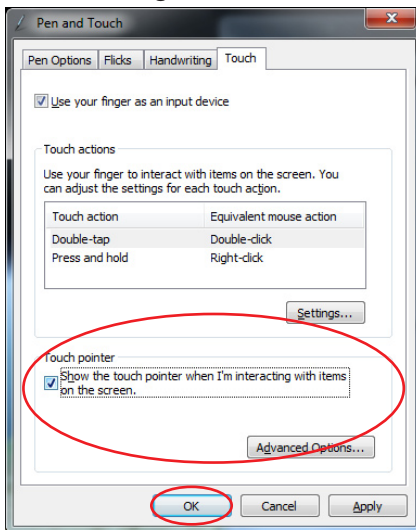 Pen and Touch
Pen Options Flicks Handwriting Touch
Use your finger as an input device
Touch actions
Use your finger to interact with items on the screen. You
can adjust the settings for each touch action.
Touch action Equivalent mouse action
Double-tap Double-click
Press and hold Right-click
Settings...
Touch pointer
Show the touch pointer when I'm interacting with items
on the screen.
Advanced Options...
OK Cancel Apply